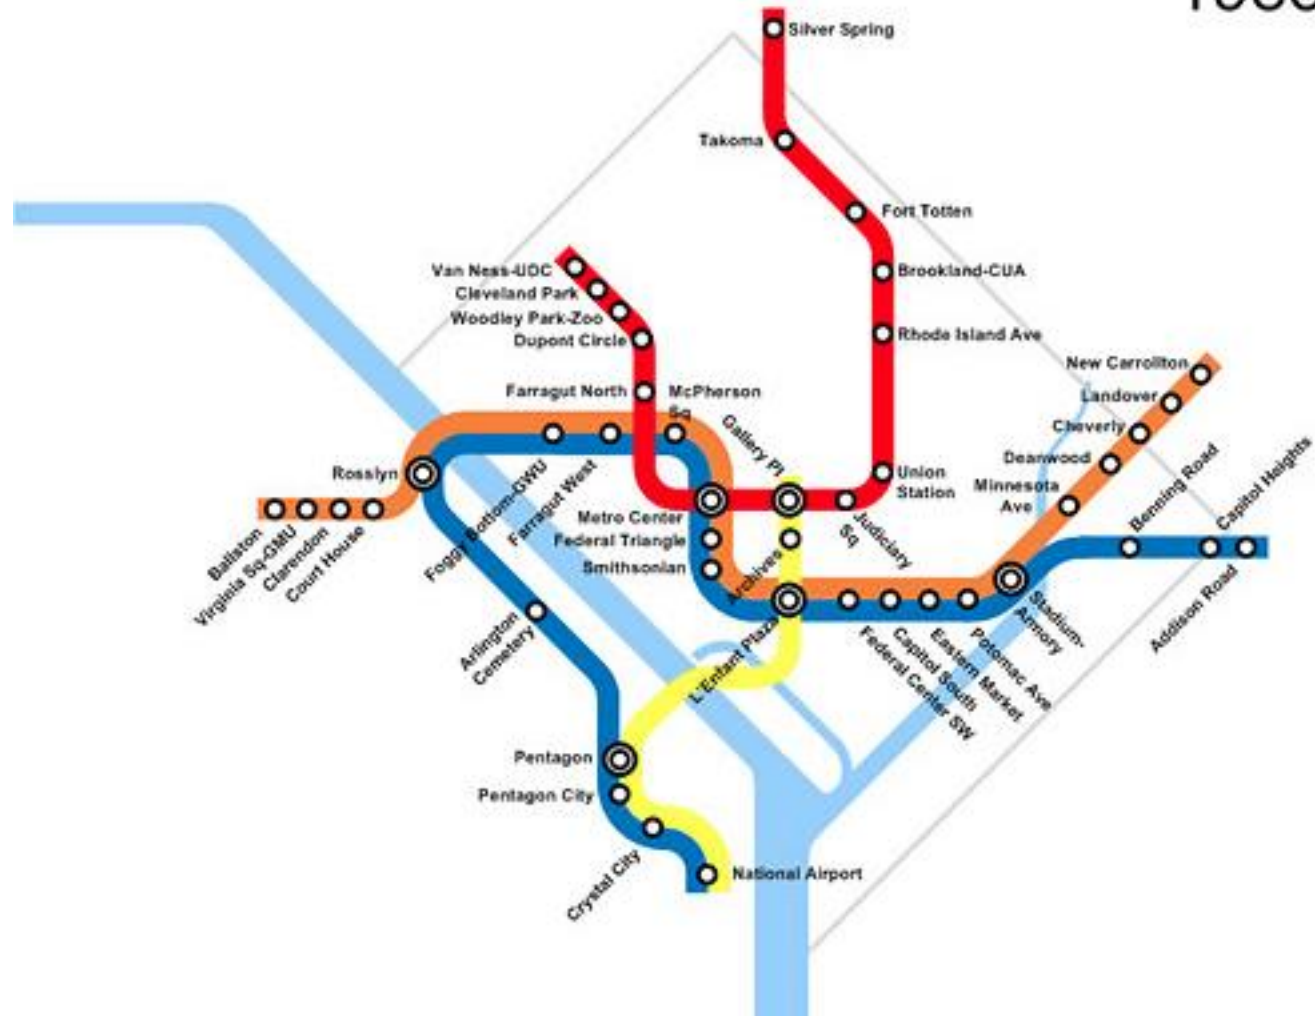 Silver Spring
Takoma
Fort Totten
Van Ness-UDC
Brookland-CUA
Cleveland Park
Woodley Park-Zoo
Dupont Circle
Rhode Island Ave
New Carrollton
Farragut North
McPherson
Sq
Landover
Gallery Pl
Cheverly
Deanwood
Rosslyn
Union
Station
Minnesota
Ave
Benning Road
Capitol Heights
Metro Center
Foggy Bottom-GWU
Farragut West
Judiciary
Sq
Federal Triangle
Smithsonian
Archives
Ballston
Virginia Sq-GMU
Clarendon
Court House
Addison Road
Stadium-
Armory
Arlington
Cemetery
L'Enfant Plaza
Federal Center SW
Capitol South
Eastern Market
Potomac Ave
Pentagon
Pentagon City
Crystal City
National Airport